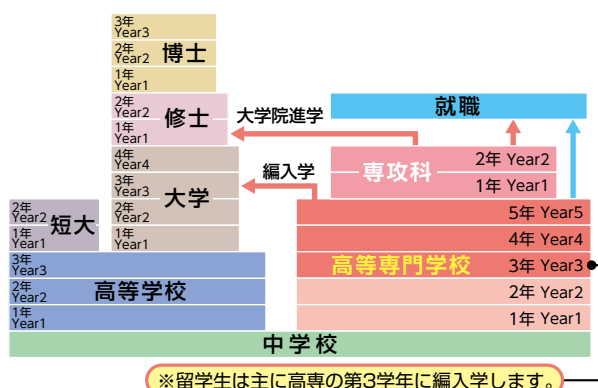 3年
Year3
2年
Year2
博士
1年
Year1
2年
Year2
修士
1年
Year1
大学院進学
就職
4年
Year4
3年
Year3
大学
2年
Year2
1年
Year1
編入学
専攻科
2年 Year2
1年 Year1
2年
Year2
短大
1年
Year1
5年 Year5
4年 Year4
高等専門学校
3年 Year3
2年 Year2
1年 Year1
3年
Year3
2年
Year2
高等学校
1年
Year1
中学校
※留学生は主に高専の第3学年に編入学します。